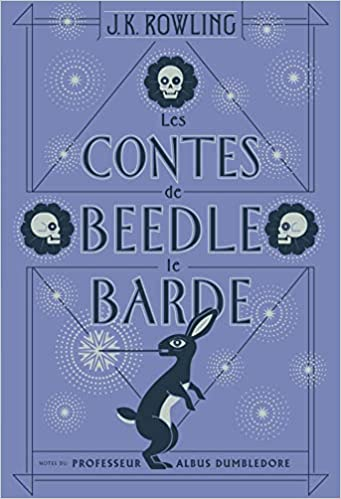 J.K. ROWLING
Les
CONTES
de
BEEDLE
le
BARDE
NOTES DU PROFESSEUR ALBUS DUMBLEDORE